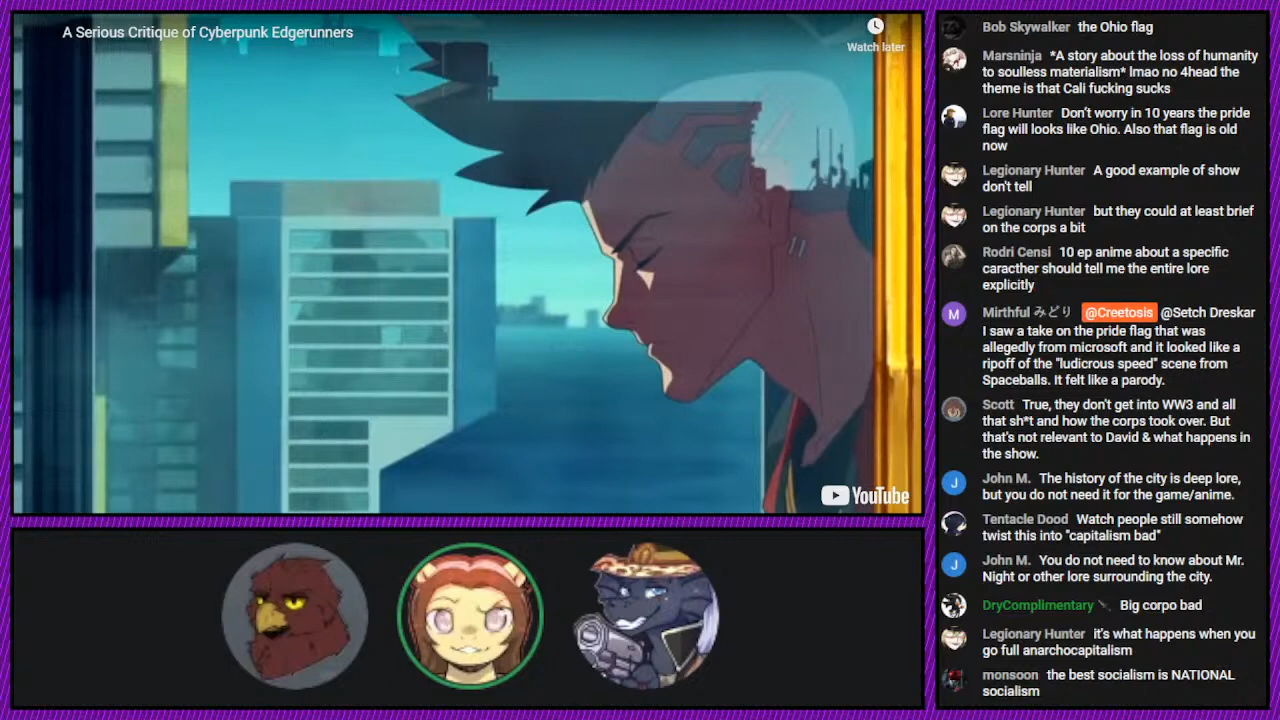 A Serious Critique of Cyberpunk Edgerunners
Watch later
YouTube
Bob Skywalker the Ohio flag
Marsninja *A story about the loss of humanity
to soulless materialism* lmao no 4head the
theme is that Cali fucking sucks
Lore Hunter Don't worry in 10 years the pride
flag will looks like Ohio. Also that flag is old
now
Legionary Hunter A good example of show
don't tell
Legionary Hunter but they could at least brief
on the corps a bit
Rodri Censi 10 ep anime about a specific
caracther should tell me the entire lore
explicitly
M
Mirthful みどり @Creetosis @Setch Dreskar
I saw a take on the pride flag that was
allegedly from microsoft and it looked like a
ripoff of the "ludicrous speed" scene from
Spaceballs. It felt like a parody.
Scott True, they don't get into WW3 and all
that sh*t and how the corps took over. But
that's not relevant to David & what happens in
the show.
J
John M. The history of the city is deep lore,
but you do not need it for the game/anime.
Tentacle Dood Watch people still somehow
twist this into "capitalism bad"
J
John M. You do not need to know about Mr.
Night or other lore surrounding the city.
DryComplimentary Big corpo bad
Legionary Hunter it's what happens when you
go full anarchocapitalism
monsoon the best socialism is NATIONAL
socialism